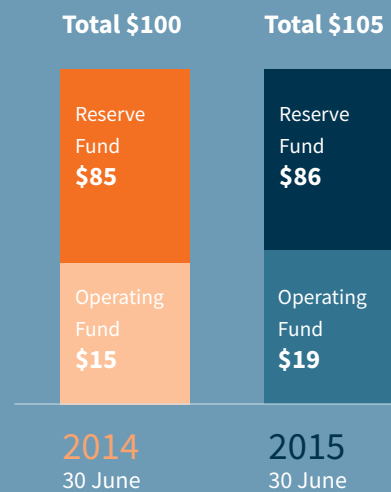 Total $100
Reserve
Fund
$85
Operating
Fund
$15
2014
30 June
Total $105
Reserve
Fund
$86
Operating
Fund
$19
2015
30 June